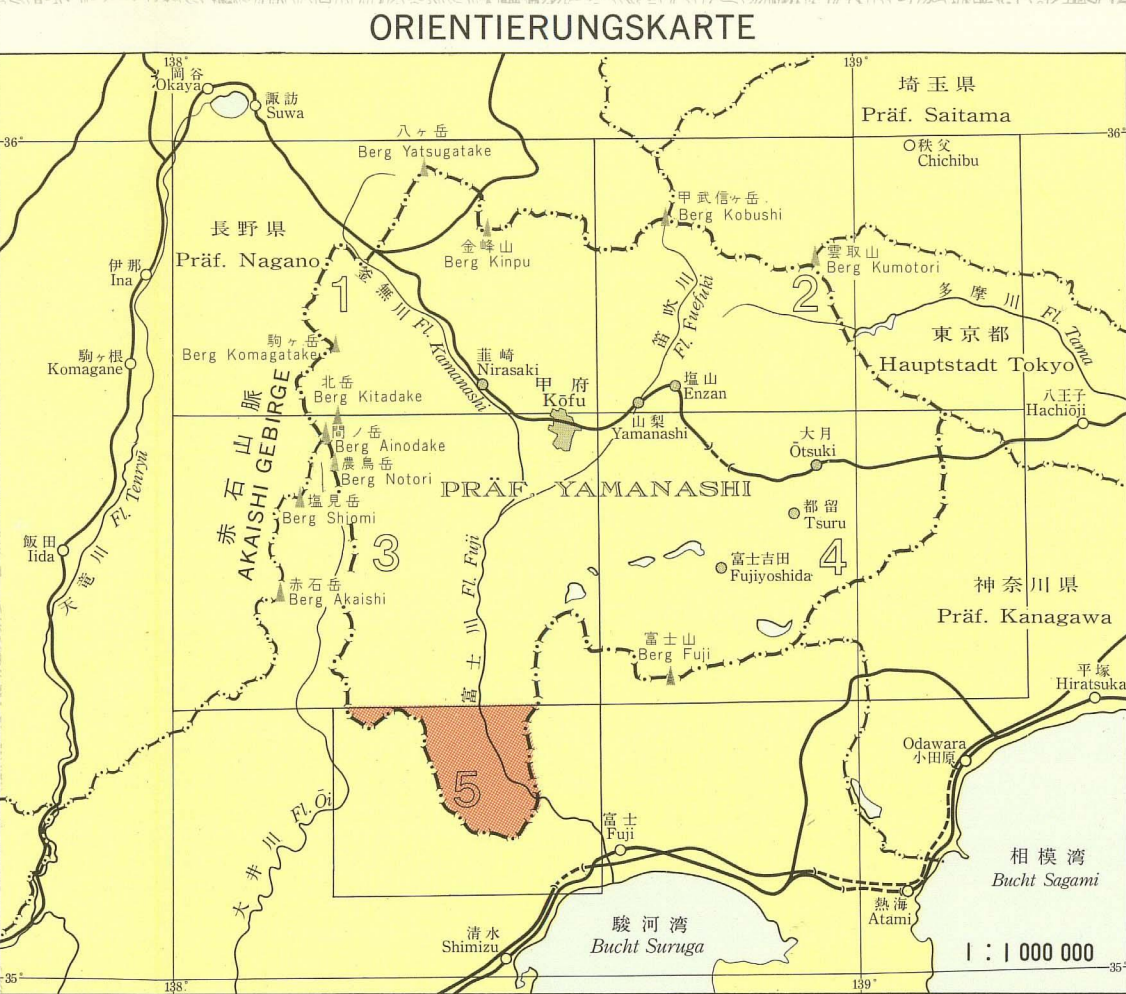 ORIENTIERUNGSKARTE
138°
139°
岡谷
Okaya
諏訪
Suwa
埼玉県
Präf. Saitama
36°
36°
八ヶ岳
Berg Yatsugatake
秩父
Chichibu
甲武信ヶ岳
Berg Kobushi
長野県
Präf. Nagano
金峰山
Berg Kinpu
雲取山
Berg Kumotori
伊那
Ina
1
2
釜無川 Fl. Kamanashi
笛吹川 Fl. Fuefuki
多摩川 Fl. Tama
東京都
Hauptstadt Tokyo
駒ヶ岳
Berg Komagatake
駒ヶ根
Komagane
韮崎
Nirasaki
北岳
Berg Kitadake
甲府
Kōfu
塩山
Enzan
八王子
Hachiōji
山梨
Yamanashi
間ノ岳
Berg Ainodake
大月
Ōtsuki
農鳥岳
Berg Notori
赤石山脈
AKAISHI GEBIRGE
PRÄF. YAMANASHI
塩見岳
Berg Shiomi
都留
Tsuru
天竜川 Fl. Tenryū
飯田
Iida
3
4
富士吉田
Fujiyoshida
富士川 Fl. Fuji
赤石岳
Berg Akaishi
神奈川県
Präf. Kanagawa
富士山
Berg Fuji
平塚
Hiratsuka
Odawara
小田原
5
大井川 Fl. Ōi
富士
Fuji
相模湾
Bucht Sagami
熱海
Atami
駿河湾
Bucht Suruga
清水
Shimizu
1 : 1 000 000
35°
35°
138°
139°